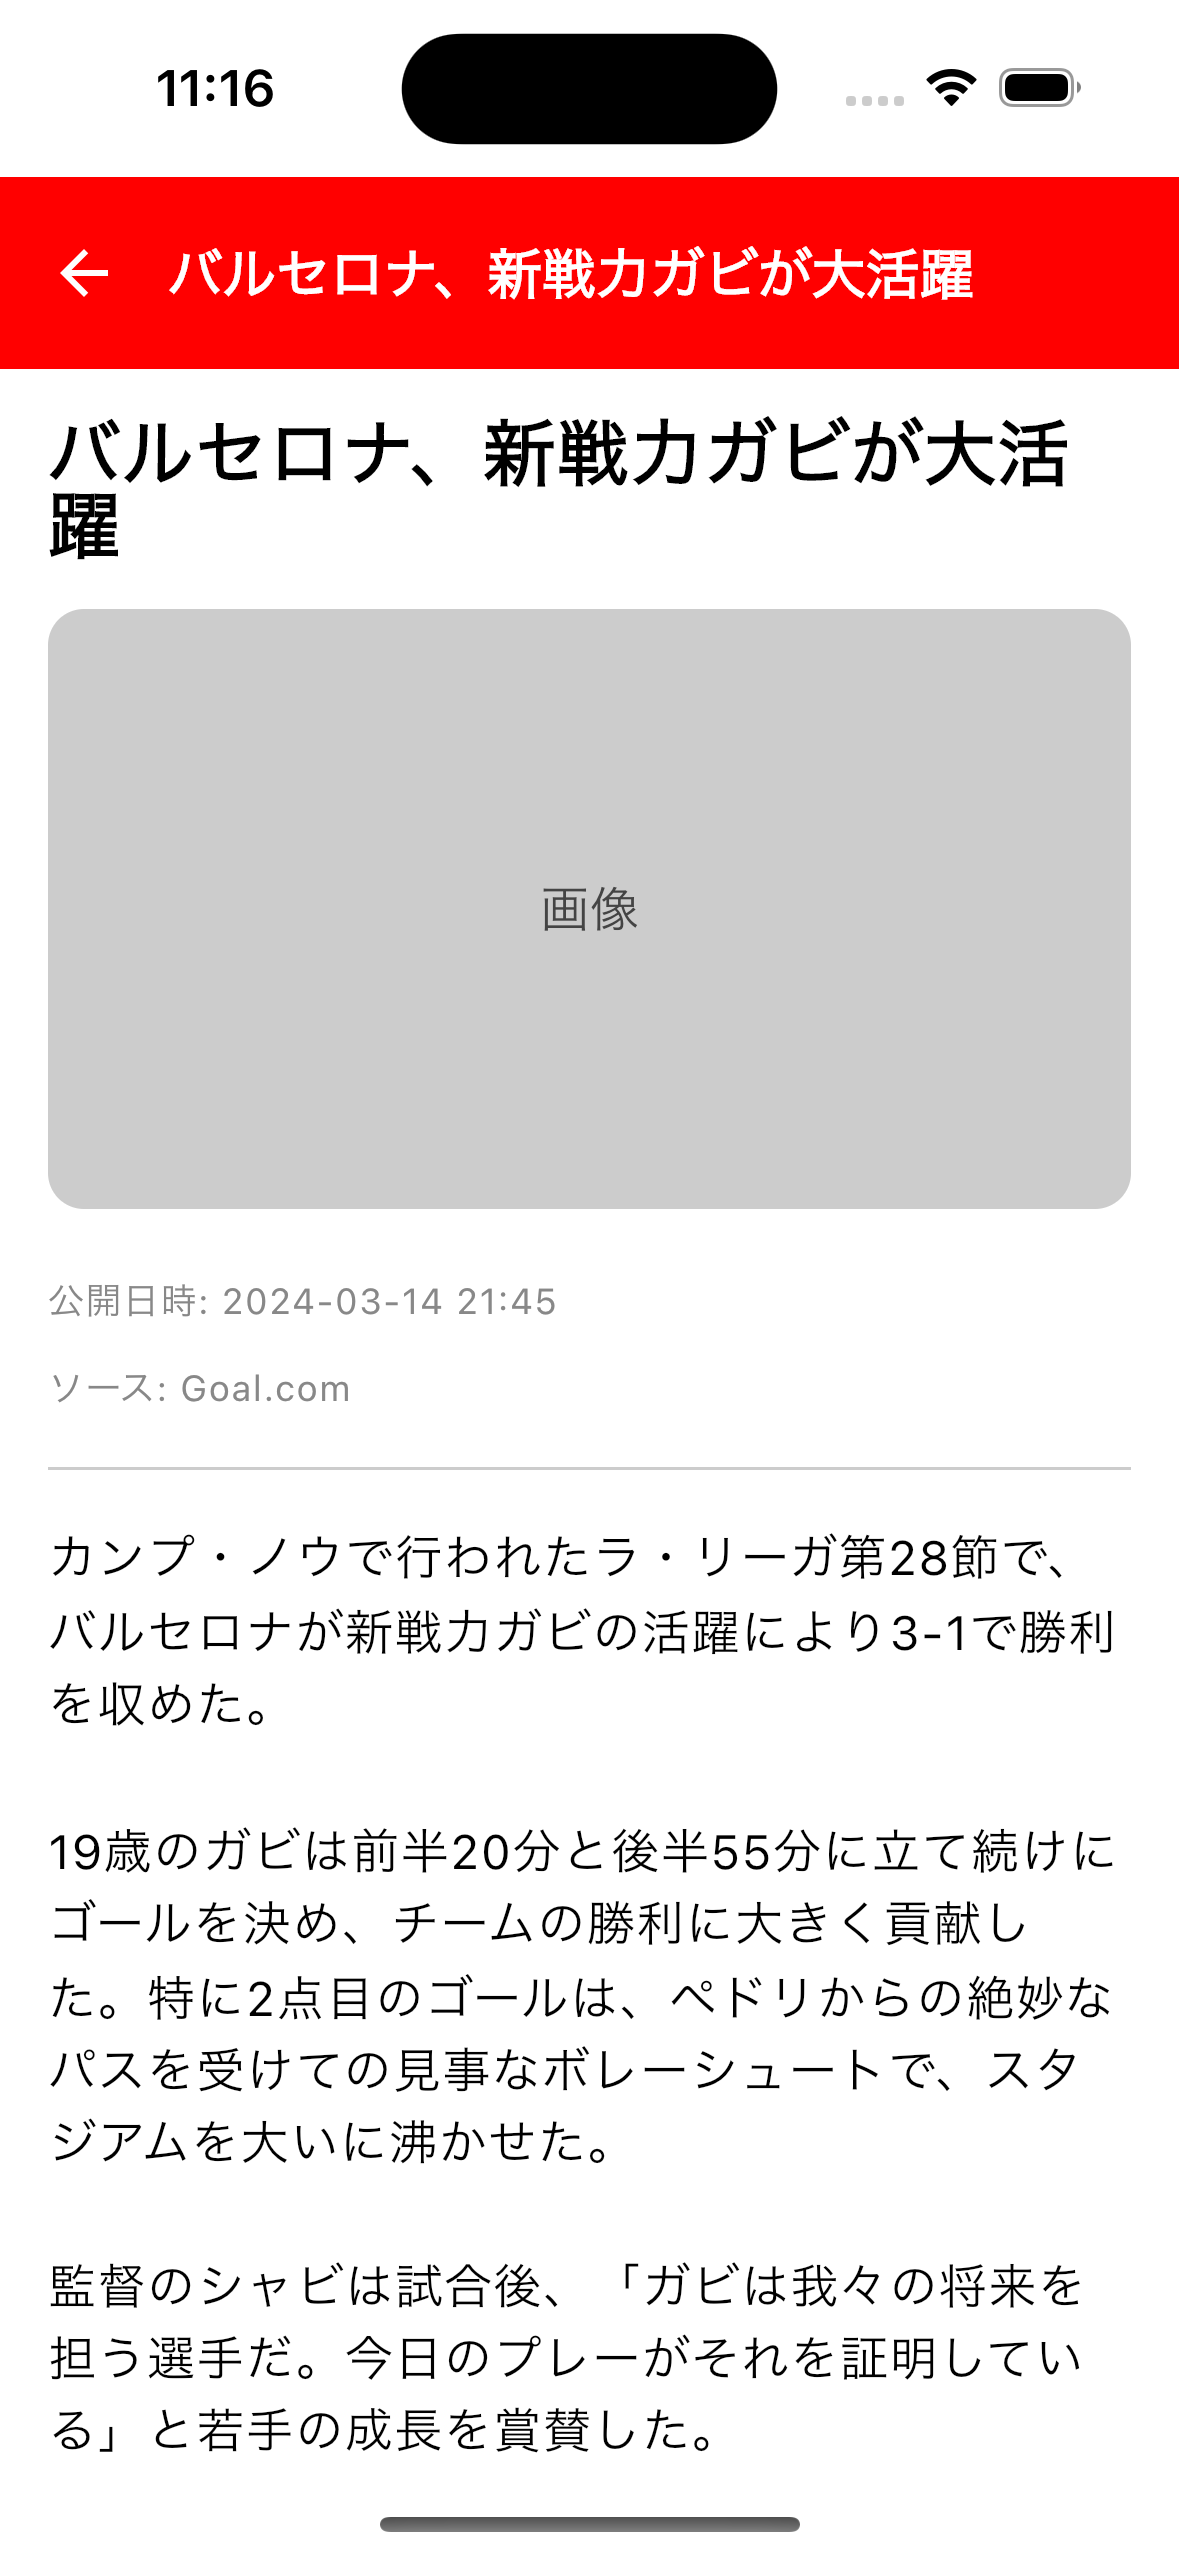 11:16
バルセロナ、新戦力ガビが大活躍
バルセロナ、新戦力ガビが大活
躍
画像
公開日時: 2024-03-14 21:45
ソース: Goal.com
カンプ・ノウで行われたラ・リーガ第28節で、
バルセロナが新戦力ガビの活躍により3-1で勝利
を収めた。
19歳のガビは前半20分と後半55分に立て続けに
ゴールを決め、チームの勝利に大きく貢献し
た。特に2点目のゴールは、ペドリからの絶妙な
パスを受けての見事なボレーシュートで、スタ
ジアムを大いに沸かせた。
監督のシャビは試合後、「ガビは我々の将来を
担う選手だ。今日のプレーがそれを証明してい
る」と若手の成長を賞賛した。